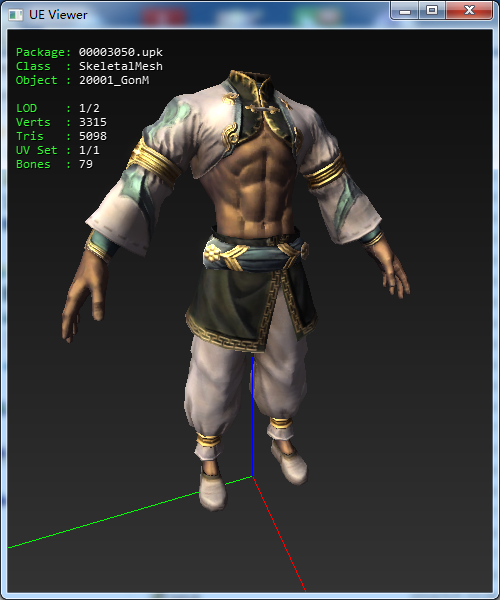 UE Viewer
Package: 00003050.upk
Class : SkeletalMesh
Object : 20001_GonM
LOD : 1/2
Verts : 3315
Tris : 5098
UV Set : 1/1
Bones : 79